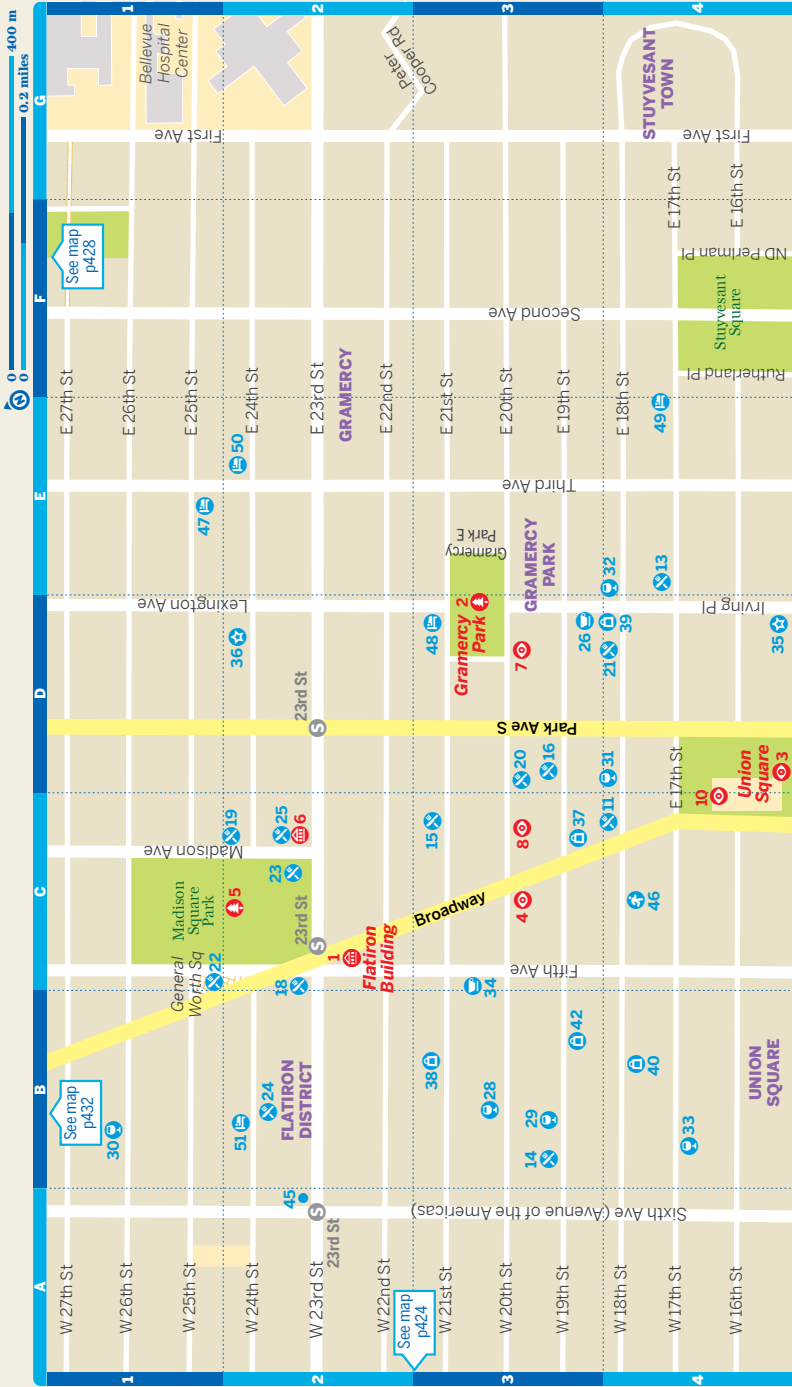 400 m
0.2 miles
0
0
N
1
2
3
4
G
F
E
D
C
B
A
1
2
3
4
Bellevue
Hospital
Center
Peter
Cooper Rd
STUYVESANT
TOWN
First Ave
First Ave
E 17th St
E 16th St
See map
p428
ND Perlman Pl
Second Ave
Stuyvesant
Square
Rutherland Pl
E 27th St
E 26th St
E 25th St
E 24th St
E 23rd St
GRAMERCY
E 22nd St
E 21st St
E 20th St
E 19th St
E 18th St
49
50
47
Third Ave
Gramercy
Park E
GRAMERCY
PARK
32
13
Lexington Ave
Irving Pl
36
48
Gramercy
Park
2
7
26
39
21
35
23rd St
S
Park Ave S
20
16
31
E 17th St
10
Union
Square
3
19
25
6
15
8
37
11
Madison Ave
23
Madison
Square
Park
5
23rd St
S
Broadway
4
46
1
Flatiron
Building
General
Worth Sq
22
18
Fifth Ave
34
38
42
40
UNION
SQUARE
See map
p432
30
51
24
FLATIRON
DISTRICT
28
29
14
33
45
S
23rd St
Sixth Ave (Avenue of the Americas)
W 27th St
W 26th St
W 25th St
W 24th St
W 23rd St
W 22nd St
W 21st St
W 20th St
W 19th St
W 18th St
W 17th St
W 16th St
See map
p424